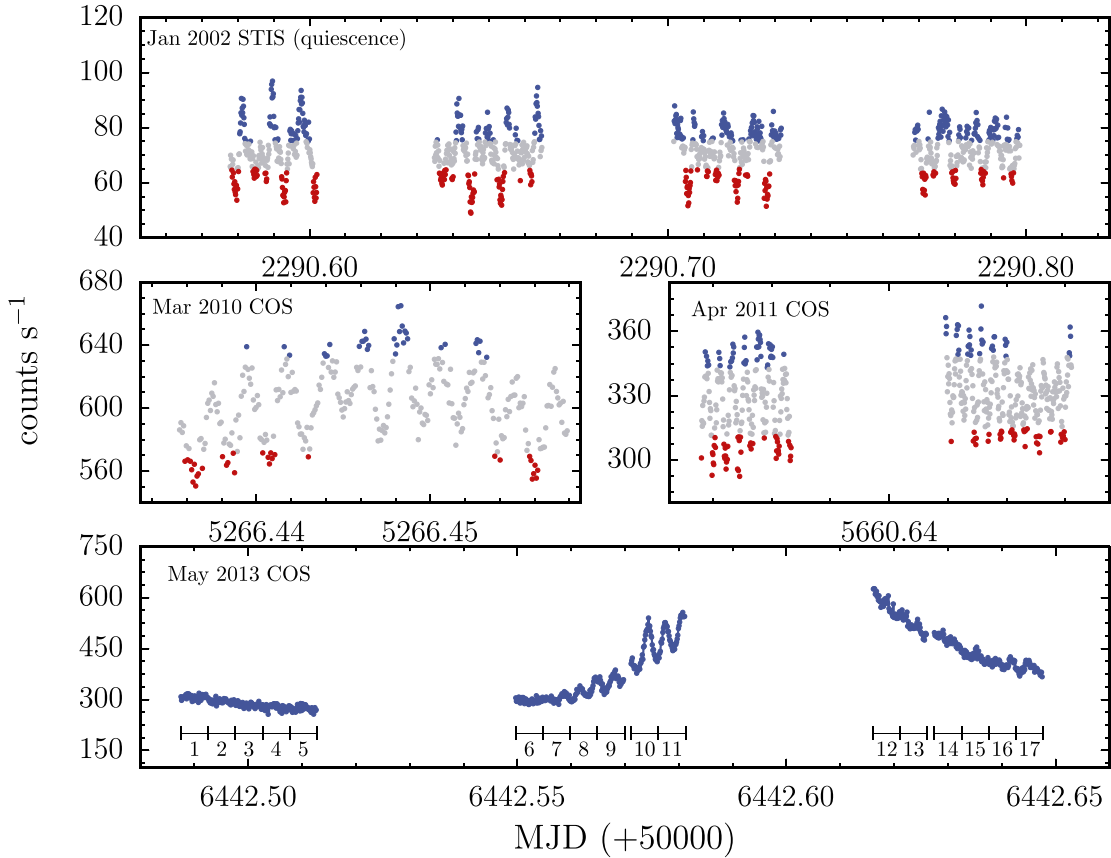 120
Jan 2002 STIS (quiescence)
100
80
60
40
2290.60 2290.70 2290.80
counts s⁻¹
680
Mar 2010 COS
640
600
560
5266.44 5266.45
Apr 2011 COS
360
330
300
5660.64
750
May 2013 COS
600
450
300
150
1 2 3 4 5 6 7 8 9 10 11 12 13 14 15 16 17
6442.50 6442.55 6442.60 6442.65
MJD (+50000)